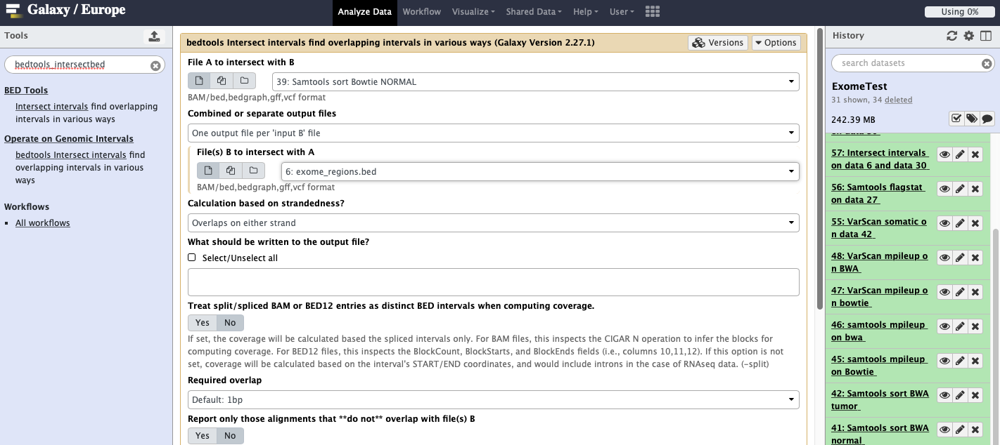 Galaxy / Europe
Analyze Data
Workflow
Visualize
Shared Data
Help
User
Using 0%
Tools
bedtools_intersectbed
BED Tools
Intersect intervals find overlapping
intervals in various ways
Operate on Genomic Intervals
bedtools Intersect intervals find
overlapping intervals in various
ways
Workflows
All workflows
bedtools Intersect intervals find overlapping intervals in various ways (Galaxy Version 2.27.1)
Versions
Options
File A to intersect with B
39: Samtools sort Bowtie NORMAL
BAM/bed,bedgraph,gff,vcf format
Combined or separate output files
One output file per 'input B' file
File(s) B to intersect with A
6: exome_regions.bed
BAM/bed,bedgraph,gff,vcf format
Calculation based on strandedness?
Overlaps on either strand
What should be written to the output file?
Select/Unselect all
Treat split/spliced BAM or BED12 entries as distinct BED intervals when computing coverage.
Yes No
If set, the coverage will be calculated based the spliced intervals only. For BAM files, this inspects the CIGAR N operation to infer the blocks for
computing coverage. For BED12 files, this inspects the BlockCount, BlockStarts, and BlockEnds fields (i.e., columns 10,11,12). If this option is not
set, coverage will be calculated based on the interval's START/END coordinates, and would include introns in the case of RNAseq data. (-split)
Required overlap
Default: 1bp
Report only those alignments that **do not** overlap with file(s) B
Yes No
History
search datasets
ExomeTest
31 shown, 34 deleted
242.39 MB
57: Intersect intervals
on data 6 and data 30
56: Samtools flagstat
on data 27
55: VarScan somatic o
n data 42
48: VarScan mpileup o
n BWA
47: VarScan mpileup o
n bowtie
46: samtools mpileup
on bwa
45: samtools mpileup
on Bowtie
42: Samtools sort BWA
tumor
41: Samtools sort BWA
normal